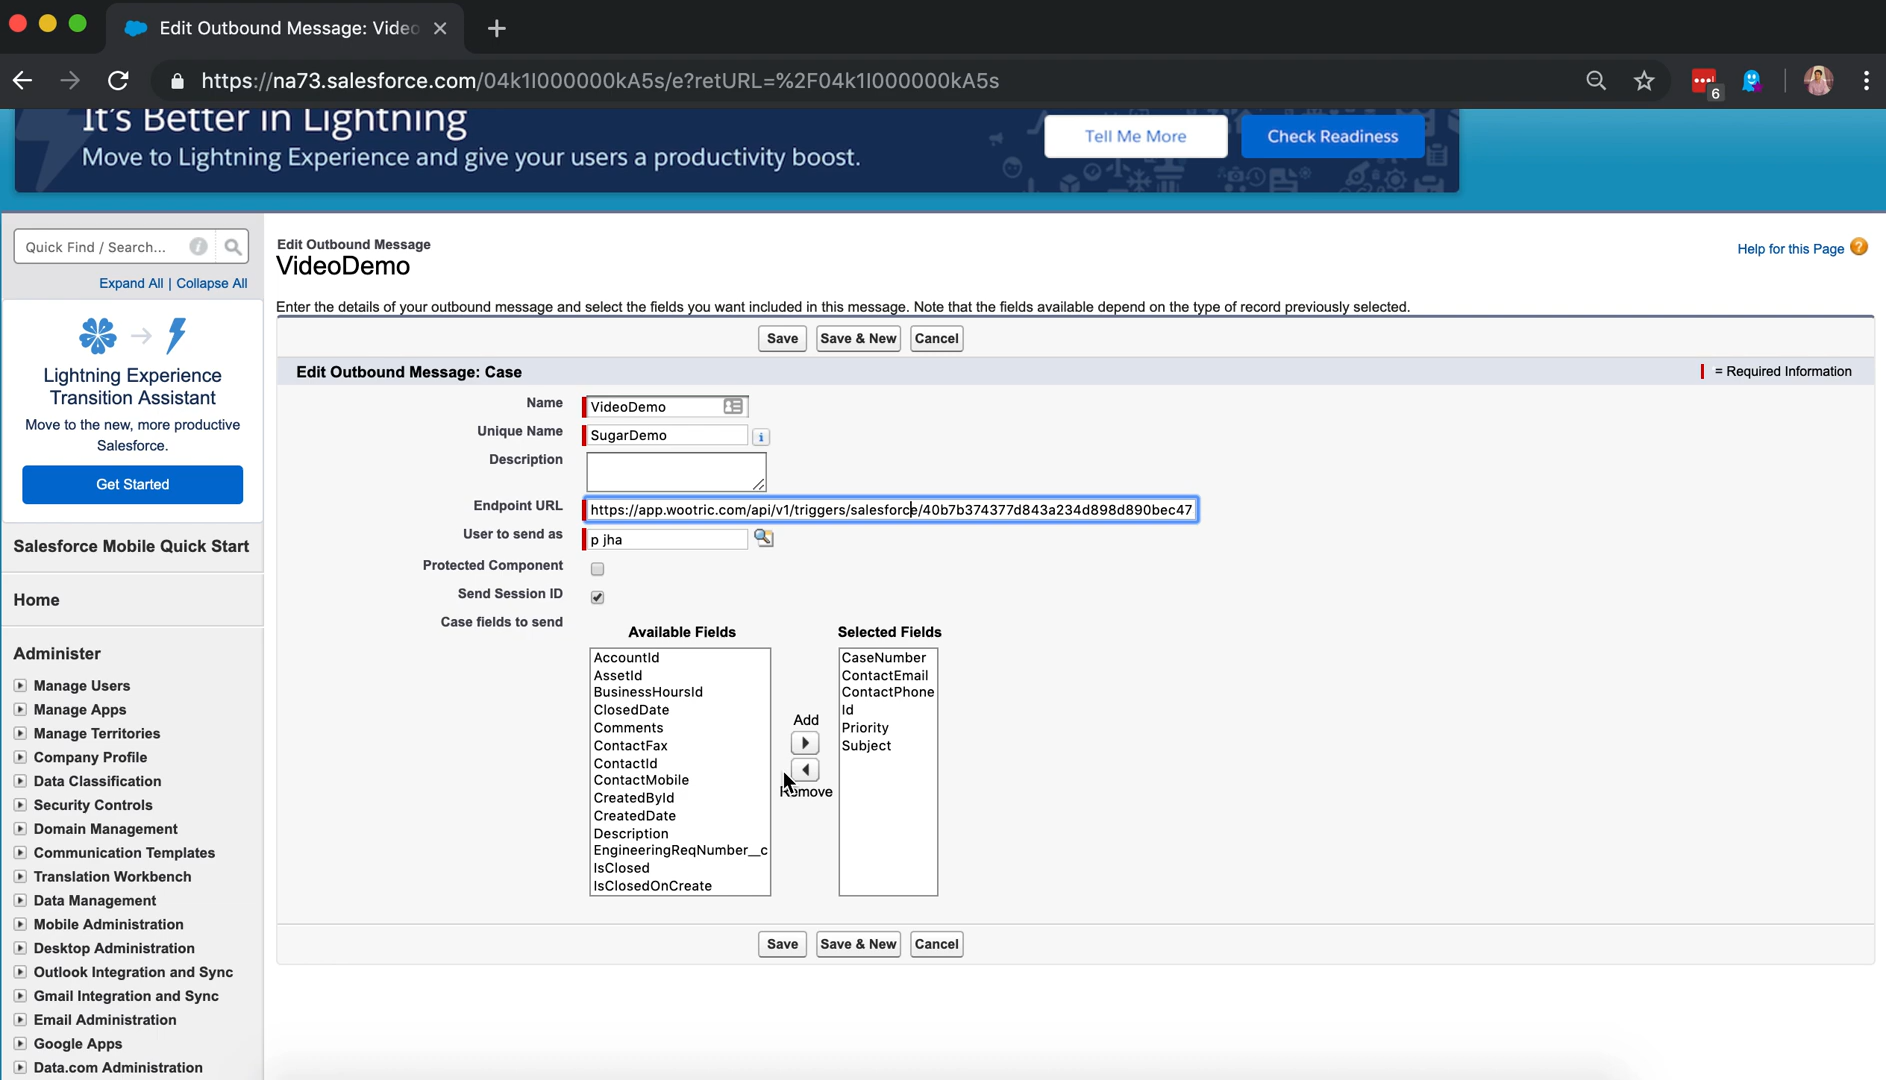 Edit Outbound Message: Video
https://na73.salesforce.com/04k1I000000kA5s/e?retURL=%2F04k1I000000kA5s
6
It's Better in Lightning
Move to Lightning Experience and give your users a productivity boost.
Tell Me More
Check Readiness
Quick Find / Search...
Expand All | Collapse All
Lightning Experience
Transition Assistant
Move to the new, more productive
Salesforce.
Get Started
Salesforce Mobile Quick Start
Home
Administer
Manage Users
Manage Apps
Manage Territories
Company Profile
Data Classification
Security Controls
Domain Management
Communication Templates
Translation Workbench
Data Management
Mobile Administration
Desktop Administration
Outlook Integration and Sync
Gmail Integration and Sync
Email Administration
Google Apps
Data.com Administration
Edit Outbound Message
VideoDemo
Help for this Page ?
Enter the details of your outbound message and select the fields you want included in this message. Note that the fields available depend on the type of record previously selected.
Save Save & New Cancel
Edit Outbound Message: Case
= Required Information
Name VideoDemo
Unique Name SugarDemo
Description
Endpoint URL https://app.wootric.com/api/v1/triggers/salesforce/40b7b374377d843a234d898d890bec47
User to send as p jha
Protected Component
Send Session ID
Case fields to send
Available Fields
AccountId
AssetId
BusinessHoursId
ClosedDate
Comments
ContactFax
ContactId
ContactMobile
CreatedById
CreatedDate
Description
EngineeringReqNumber__c
IsClosed
IsClosedOnCreate
Add
Remove
Selected Fields
CaseNumber
ContactEmail
ContactPhone
Id
Priority
Subject
Save Save & New Cancel